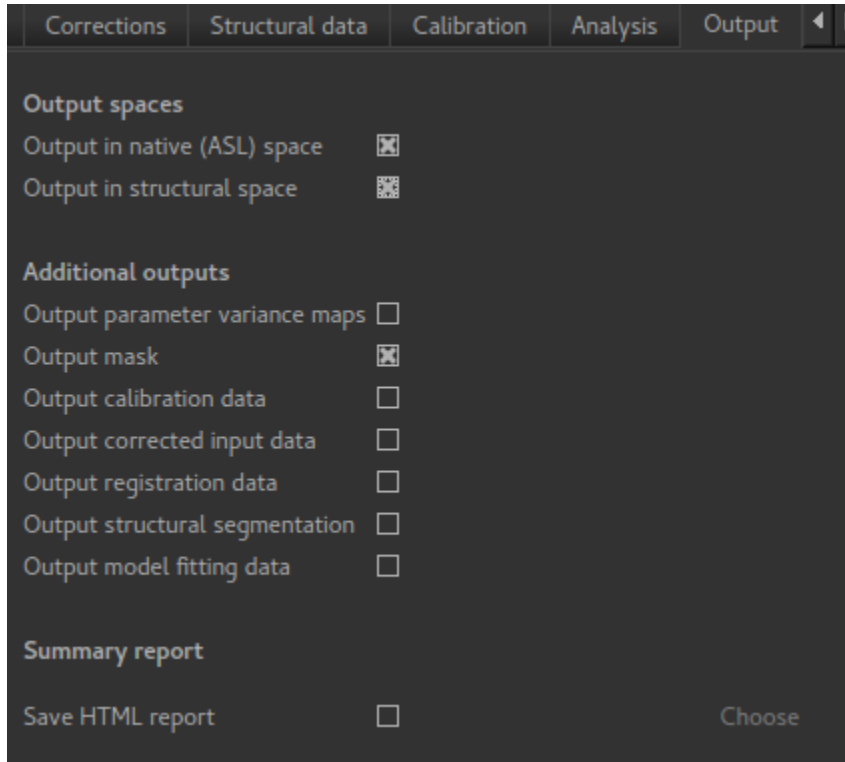 Corrections Structural data Calibration Analysis Output
Output spaces
Output in native (ASL) space
Output in structural space
Additional outputs
Output parameter variance maps
Output mask
Output calibration data
Output corrected input data
Output registration data
Output structural segmentation
Output model fitting data
Summary report
Save HTML report Choose